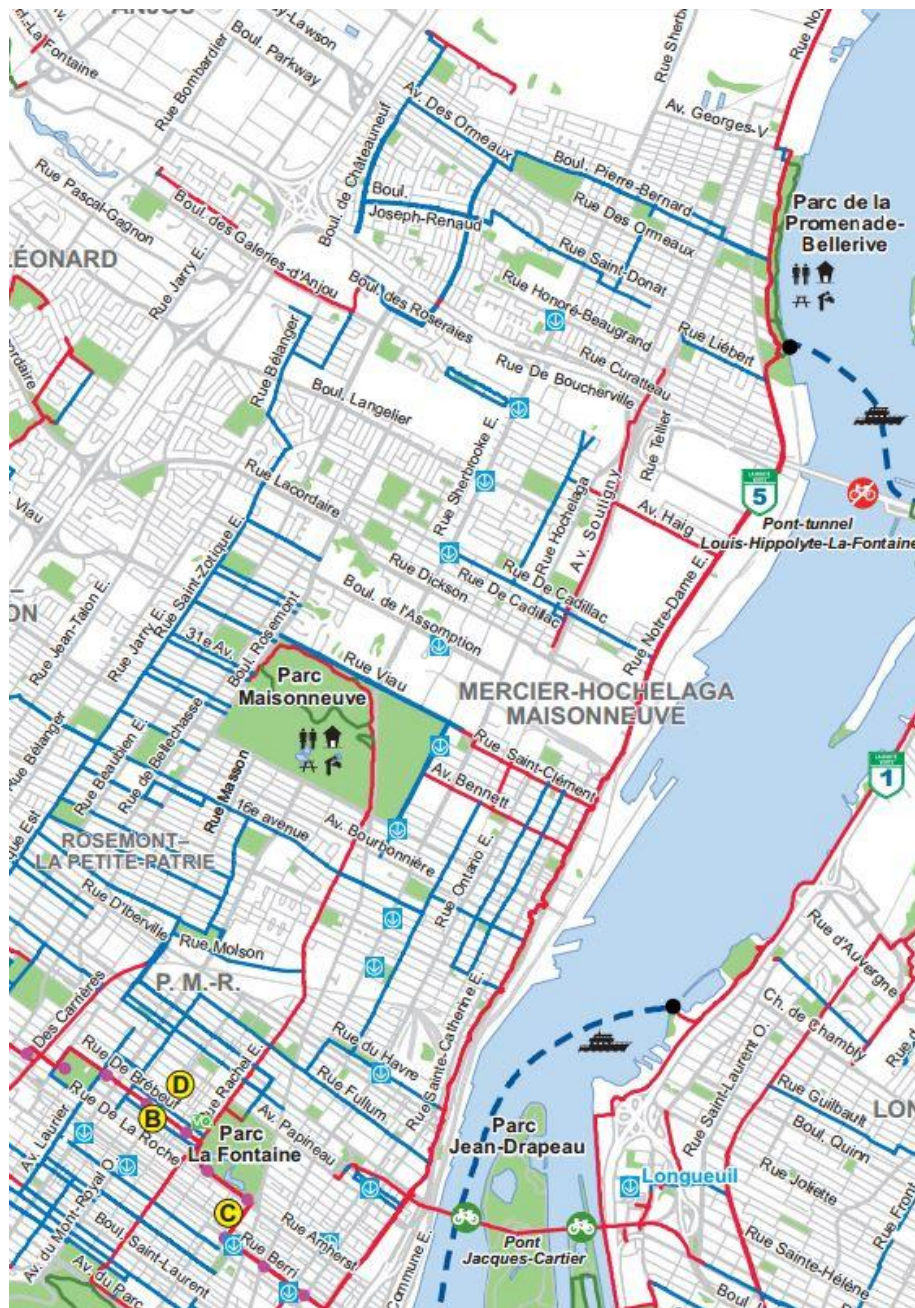 ANJOU
Boul. Parkway
Rue Bombardier
La Fontaine
Rue Sherb
Rue No
Av. Georges-V
Av. Des Ormeaux
Boul. Pierre-Bernard
Boul. de Châteauneuf
Boul.
Joseph-Renaud
Rue Des Ormeaux
Rue Saint-Donat
Rue Pascal-Gagnon
Boul. des Galeries-d'Anjou
Parc de la
Promenade-
Bellerive
LÉONARD
Rue Jarry E.
Boul. des Roseraies
Rue Honoré-Beaugrand
Rue Liébert
Rue Curatteau
Rue De Boucherville
Rue Bélanger
Boul. Langelier
Rue Sherbrooke E.
Rue Tellier
Rue Lacordaire
Rue Hochelaga
Av. Souligny
Av. Haig
5
Pont-tunnel
Louis-Hippolyte-La-Fontaine
Viau
Rue Saint-Zotique E.
Rue Dickson
Rue De Cadillac
Rue De Cadillac
Boul. de l'Assomption
Rue Notre-Dame E.
Rue Jean-Talon E.
Rue Jarry E.
31e Av.
Boul. Rosemont
Rue Viau
Parc
Maisonneuve
MERCIER-HOCHELAGA
MAISONNEUVE
Rue Bélanger
Rue Beaubien E.
Rue de Bellechasse
Rue Masson
16e avenue
Av. Bourbonnière
Av. Bennett
Rue Saint-Clément
1
ROSEMONT–
LA PETITE-PATRIE
Rue Ontario E.
Rue D'Iberville
Rue Molson
P. M.-R.
Rue Sainte-Catherine E.
Rue d'Auvergne
Ch. de Chambly
Des Carrières
Rue De Brébeuf
Rue Rachel E.
Rue du Havre
Rue Fullum
Rue Saint-Laurent O.
Rue Guilbault
Boul. Quinn
D
B
Parc
La Fontaine
Av. Papineau
Parc
Jean-Drapeau
Av. Laurier
Rue De La Roche
Longueuil
Rue Joliette
Rue Front
C
Av. du Mont-Royal O.
Boul. Saint-Laurent
Av. du Parc
Rue Berri
Rue Amherst
Commune E.
Pont
Jacques-Cartier
Rue Sainte-Hélène
Boul